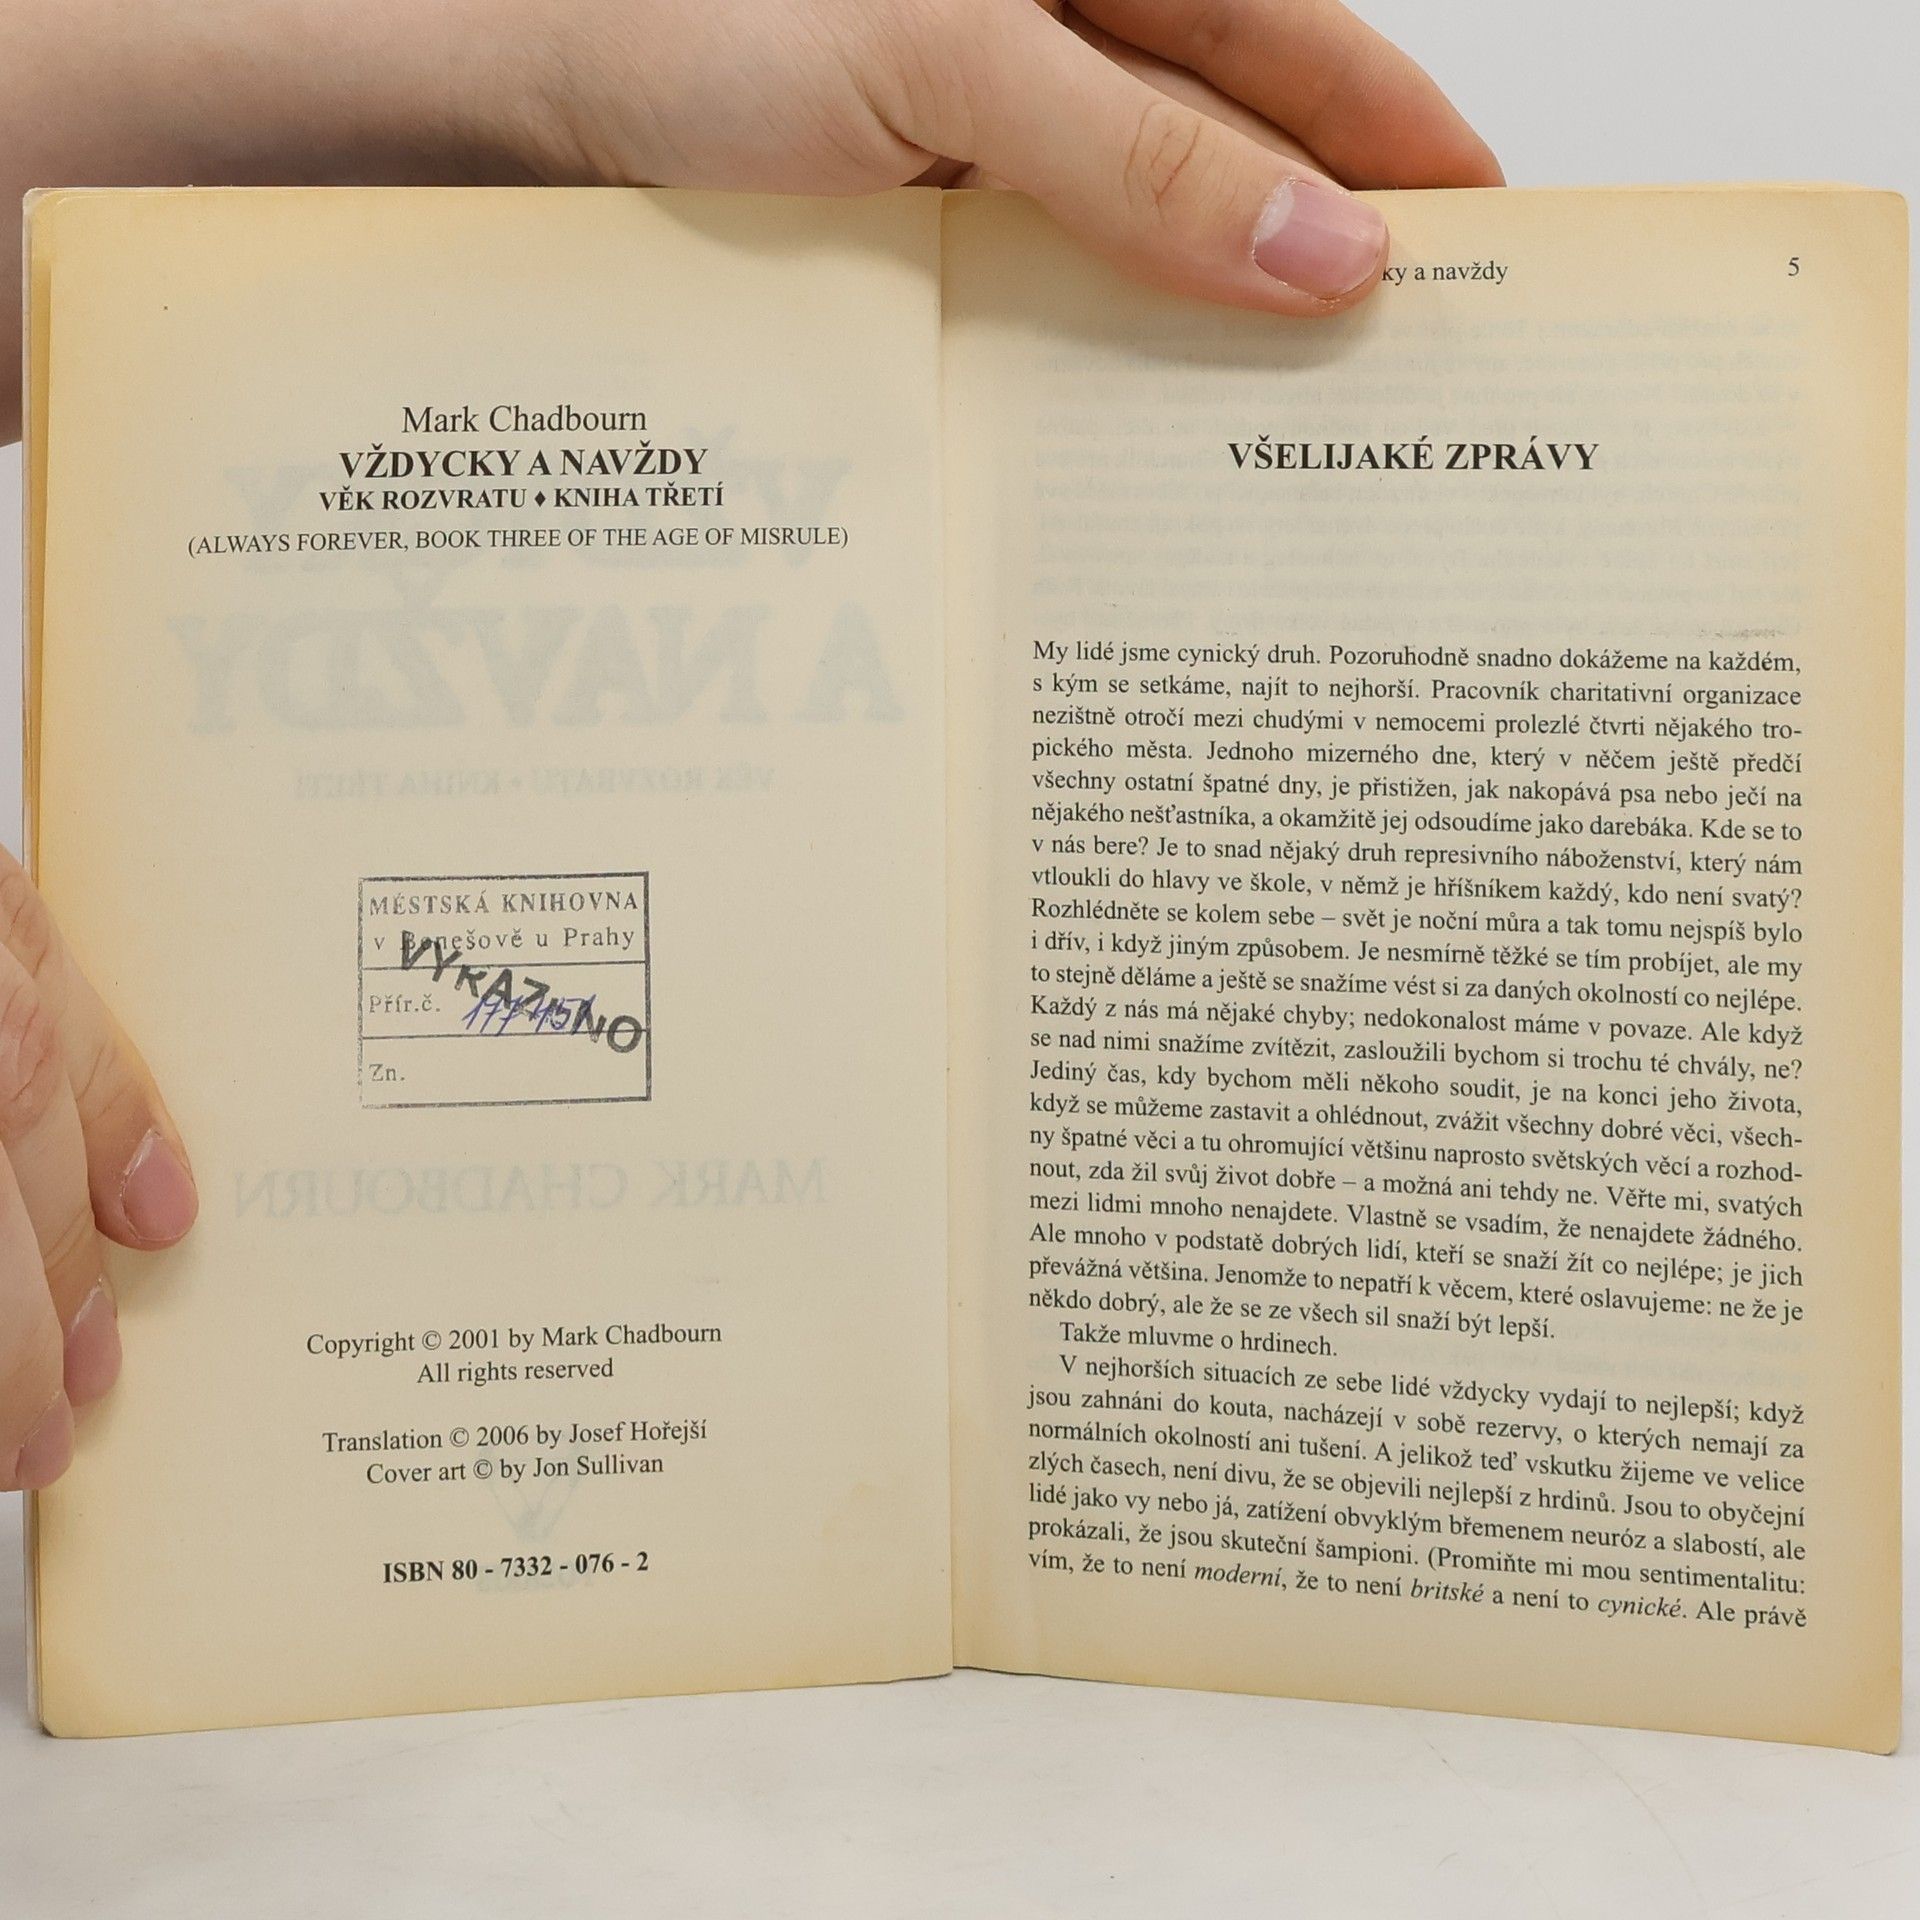 Mark Chadbourn
VŽDYCKY A NAVŽDY
VĚK ROZVRATU ♦ KNIHA TŘETÍ
(ALWAYS FOREVER, BOOK THREE OF THE AGE OF MISRULE)
MĚSTSKÁ KNIHOVNA
v Benešově u Prahy
VYKAZÁNO
Přír.č.
Zn.
Copyright © 2001 by Mark Chadbourn
All rights reserved
Translation © 2006 by Josef Hořejší
Cover art © by Jon Sullivan
ISBN 80 - 7332 - 076 - 2
ky a navždy 5
VŠELIJAKÉ ZPRÁVY
My lidé jsme cynický druh. Pozoruhodně snadno dokážeme na každém,
s kým se setkáme, najít to nejhorší. Pracovník charitativní organizace
nezištně otročí mezi chudými v nemocemi prolezlé čtvrti nějakého tro-
pického města. Jednoho mizerného dne, který v něčem ještě předčí
všechny ostatní špatné dny, je přistižen, jak nakopává psa nebo ječí na
nějakého nešťastníka, a okamžitě jej odsoudíme jako darebáka. Kde se to
v nás bere? Je to snad nějaký druh represivního náboženství, který nám
vtloukli do hlavy ve škole, v němž je hříšníkem každý, kdo není svatý?
Rozhlédněte se kolem sebe – svět je noční můra a tak tomu nejspíš bylo
i dřív, i když jiným způsobem. Je nesmírně těžké se tím probíjet, ale my
to stejně děláme a ještě se snažíme vést si za daných okolností co nejlépe.
Každý z nás má nějaké chyby; nedokonalost máme v povaze. Ale když
se nad nimi snažíme zvítězit, zasloužili bychom si trochu té chvály, ne?
Jediný čas, kdy bychom měli někoho soudit, je na konci jeho života,
když se můžeme zastavit a ohlédnout, zvážit všechny dobré věci, všech-
ny špatné věci a tu ohromující většinu naprosto světských věcí a rozhod-
nout, zda žil svůj život dobře – a možná ani tehdy ne. Věřte mi, svatých
mezi lidmi mnoho nenajdete. Vlastně se vsadím, že nenajdete žádného.
Ale mnoho v podstatě dobrých lidí, kteří se snaží žít co nejlépe; je jich
převážná většina. Jenomže to nepatří k věcem, které oslavujeme: ne že je
někdo dobrý, ale že se ze všech sil snaží být lepší.
Takže mluvme o hrdinech.
V nejhorších situacích ze sebe lidé vždycky vydají to nejlepší; když
jsou zahnáni do kouta, nacházejí v sobě rezervy, o kterých nemají za
normálních okolností ani tušení. A jelikož teď vskutku žijeme ve velice
zlých časech, není divu, že se objevili nejlepší z hrdinů. Jsou to obyčejní
lidé jako vy nebo já, zatížení obvyklým břemenem neuróz a slabostí, ale
prokázali, že jsou skuteční šampioni. (Promiňte mi mou sentimentalitu:
vím, že to není moderní, že to není britské a není to cynické. Ale právě